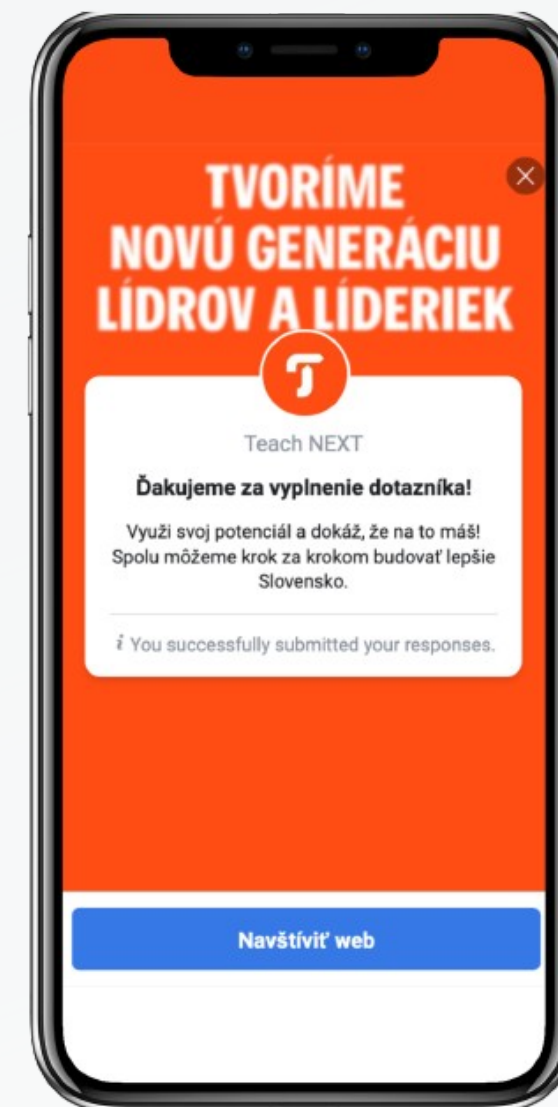 TVORÍME
NOVÚ GENERÁCIU
LÍDROV A LÍDERIEK
Teach NEXT
Ďakujeme za vyplnenie dotazníka!
Využi svoj potenciál a dokáž, že na to máš!
Spolu môžeme krok za krokom budovať lepšie
Slovensko.
i You successfully submitted your responses.
Navštíviť web